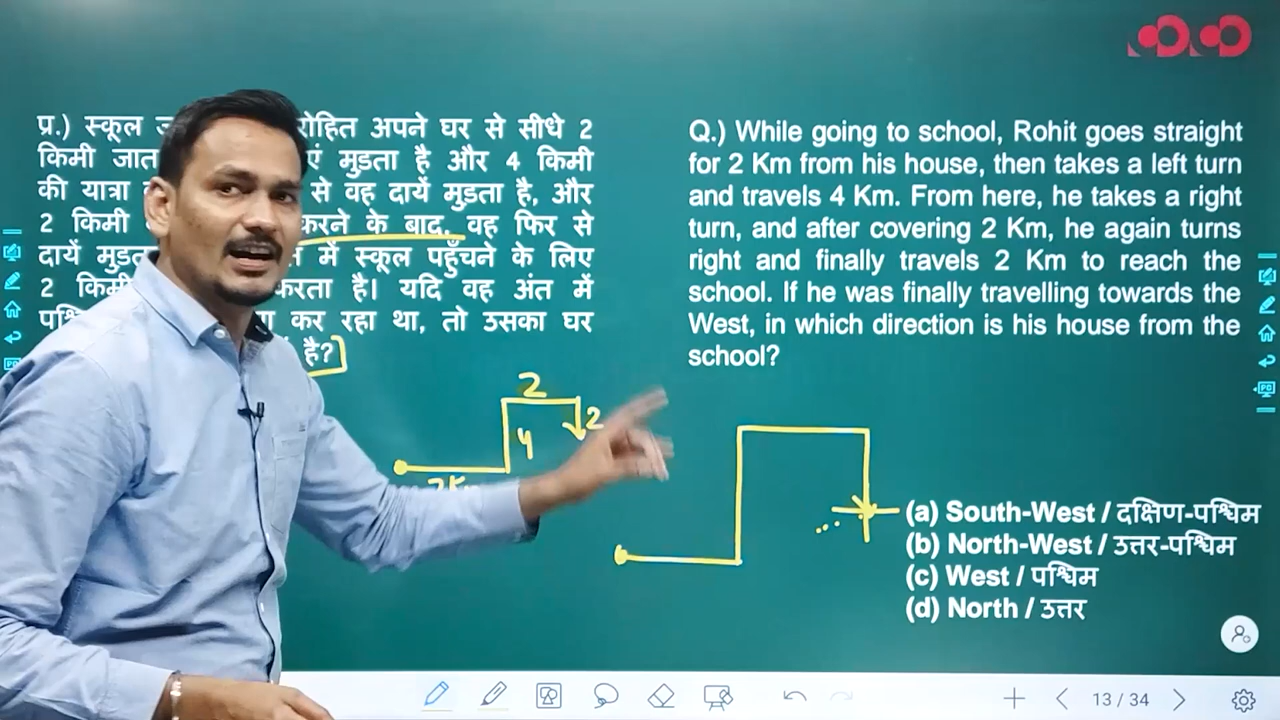 प्र.) स्कूल रोहित अपने घर से सीधे 2
किमी मुड़ता है और 4 किमी
की यात्रा से वह दायें मुड़ता है, और
2 किमी करने के बाद, वह फिर से
दायें में स्कूल पहुँचने के लिए
2 करता है। यदि वह अंत में
कर रहा था, तो उसका घर
है?
Q.) While going to school, Rohit goes straight
for 2 Km from his house, then takes a left turn
and travels 4 Km. From here, he takes a right
turn, and after covering 2 Km, he again turns
right and finally travels 2 Km to reach the
school. If he was finally travelling towards the
West, in which direction is his house from the
school?
2
2
4
(a) South-West / दक्षिण-पश्चिम
(b) North-West / उत्तर-पश्चिम
(c) West / पश्चिम
(d) North / उत्तर
13 / 34